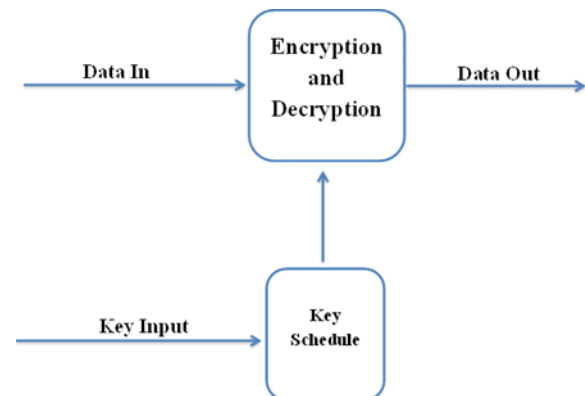 Encryption
and
Decryption
Data In
Data Out
Key Input
Key
Schedule